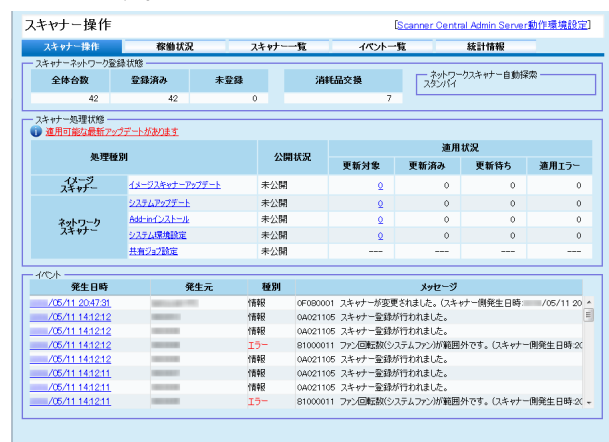 スキャナー操作 [Scanner Central Admin Server動作環境設定]
スキャナー操作 稼働状況 スキャナー一覧 イベント一覧 統計情報
スキャナーネットワーク登録状態
全体台数 登録済み 未登録 消耗品交換 ネットワークスキャナー自動探索
スタンバイ
42 42 0 7
スキャナー処理状態
適用可能な最新アップデートがあります
処理種別 公開状況 適用状況
更新対象 更新済み 更新待ち 適用エラー
イメージスキャナー イメージスキャナーアップデート 未公開 0 0 0 0
ネットワークスキャナー システムアップデート 未公開 0 0 0 0
Add-inインストール 未公開 0 0 0 0
システム環境設定 未公開 0 0 0 0
共有ジョブ設定 未公開 --- --- --- ---
イベント
発生日時 発生元 種別 メッセージ
/05/11 20:47:31 情報 0F080001 スキャナーが変更されました。(スキャナー側発生日時: /05/11 20
/05/11 14:12:12 情報 0A021105 スキャナー登録が行われました。
/05/11 14:12:12 情報 0A021105 スキャナー登録が行われました。
/05/11 14:12:12 エラー 81000011 ファン回転数(システムファン)が範囲外です。(スキャナー側発生日時:20
/05/11 14:12:11 情報 0A021105 スキャナー登録が行われました。
/05/11 14:12:11 情報 0A021105 スキャナー登録が行われました。
/05/11 14:12:11 エラー 81000011 ファン回転数(システムファン)が範囲外です。(スキャナー側発生日時:20